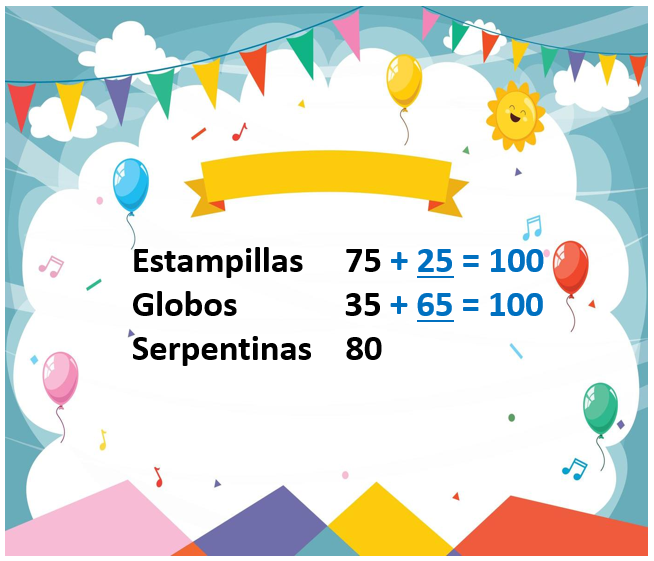 Estampillas 75 + 25 = 100
Globos 35 + 65 = 100
Serpentinas 80